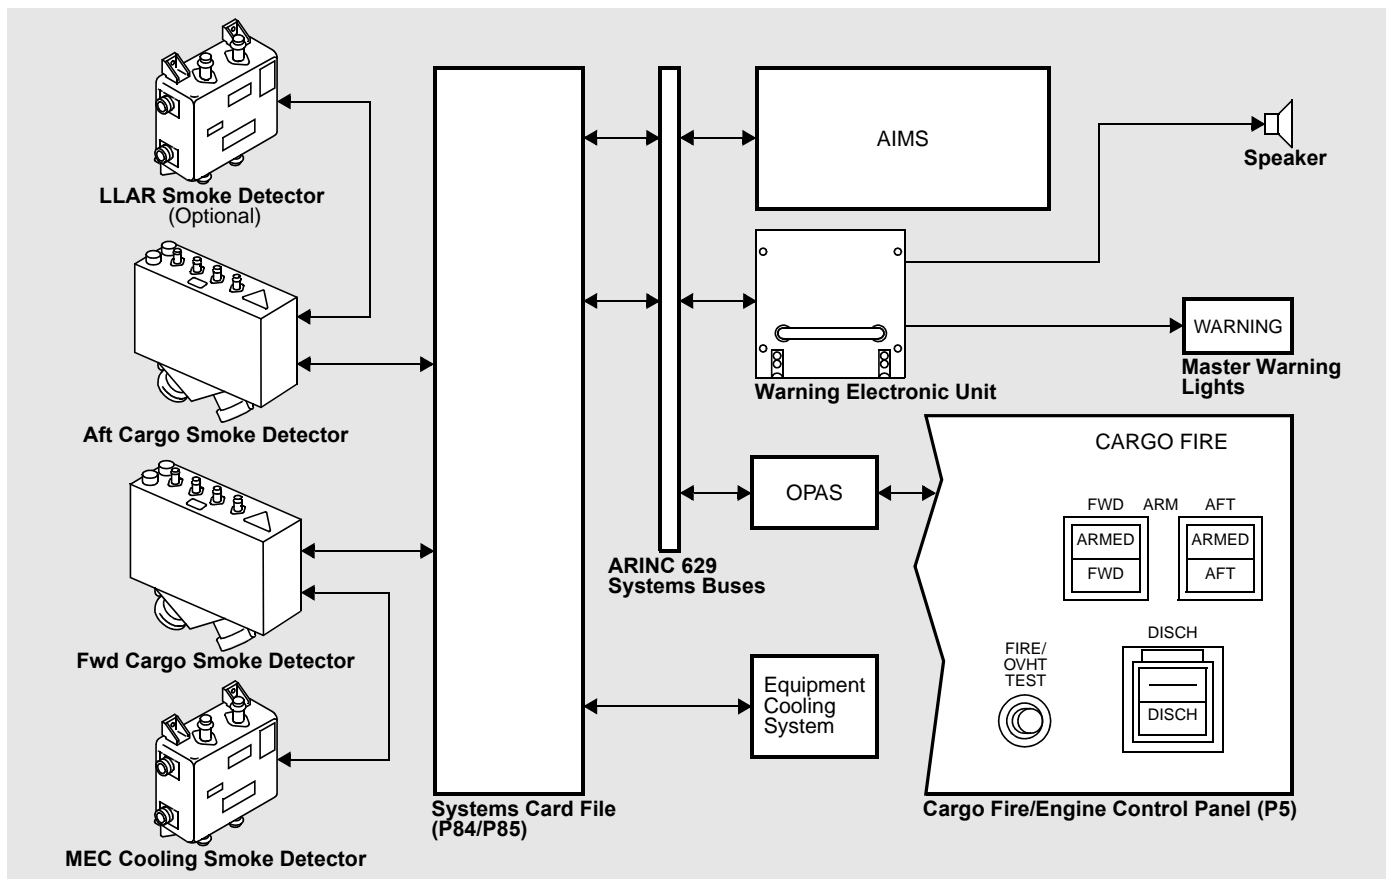 LLAR Smoke Detector
(Optional)
Aft Cargo Smoke Detector
Fwd Cargo Smoke Detector
MEC Cooling Smoke Detector
Systems Card File
(P84/P85)
ARINC 629
Systems Buses
AIMS
Warning Electronic Unit
OPAS
Equipment
Cooling
System
Speaker
WARNING
Master Warning
Lights
CARGO FIRE
FWD ARM AFT
ARMED ARMED
FWD AFT
FIRE/
OVHT
TEST
DISCH
DISCH
Cargo Fire/Engine Control Panel (P5)